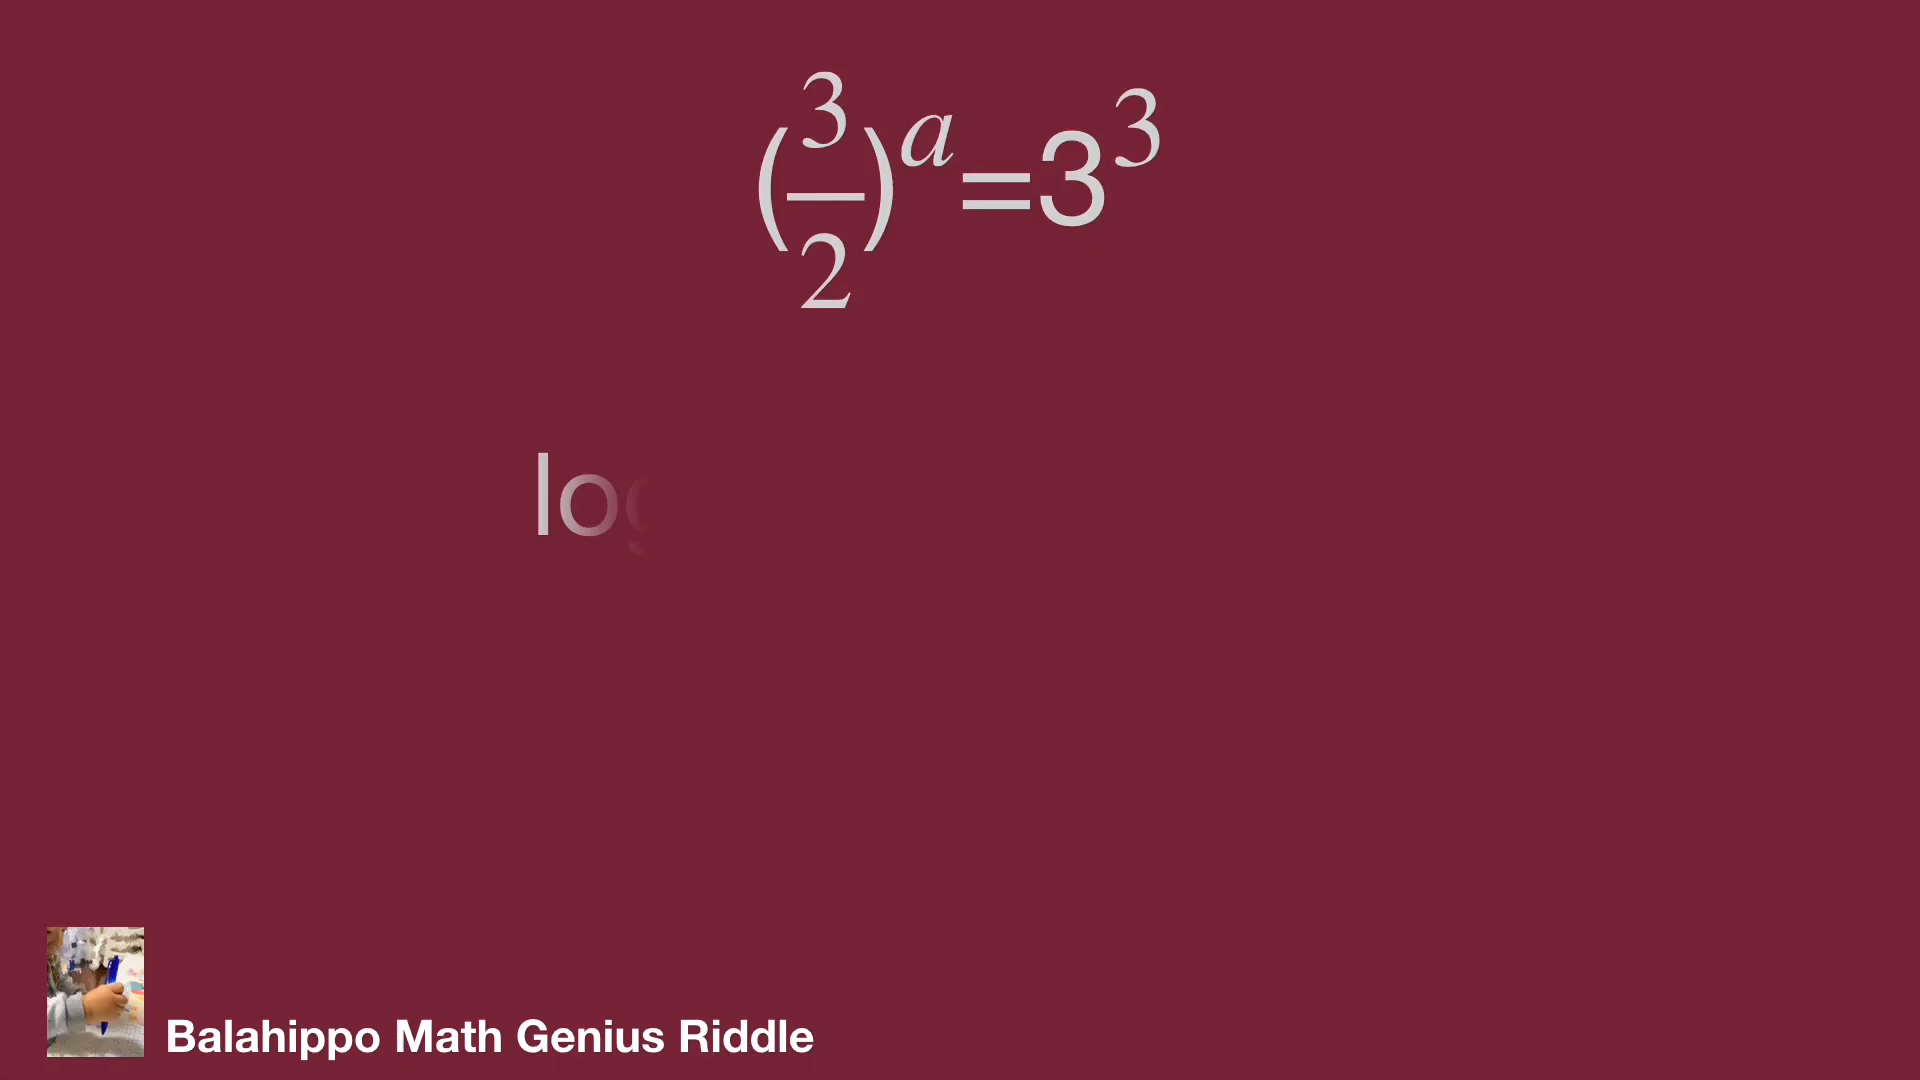 (3/2)^a=3^3
lo
Balahippo Math Genius Riddle